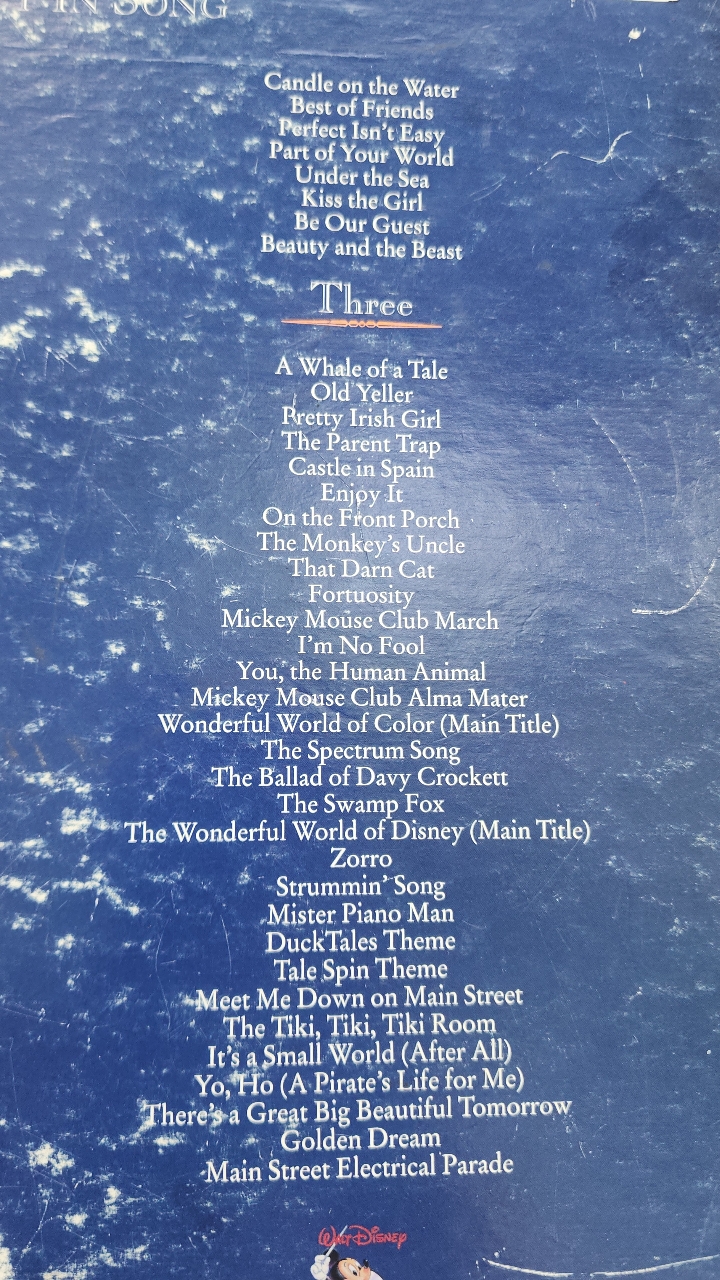 IN SONG
Candle on the Water
Best of Friends
Perfect Isn't Easy
Part of Your World
Under the Sea
Kiss the Girl
Be Our Guest
Beauty and the Beast
Three
A Whale of a Tale
Old Yeller
Pretty Irish Girl
The Parent Trap
Castle in Spain
Enjoy It
On the Front Porch
The Monkey's Uncle
That Darn Cat
Fortuosity
Mickey Mouse Club March
I'm No Fool
You, the Human Animal
Mickey Mouse Club Alma Mater
Wonderful World of Color (Main Title)
The Spectrum Song
The Ballad of Davy Crockett
The Swamp Fox
The Wonderful World of Disney (Main Title)
Zorro
Strummin' Song
Mister Piano Man
DuckTales Theme
Tale Spin Theme
Meet Me Down on Main Street
The Tiki, Tiki, Tiki Room
It's a Small World (After All)
Yo, Ho (A Pirate's Life for Me)
There's a Great Big Beautiful Tomorrow
Golden Dream
Main Street Electrical Parade
WALT DISNEY